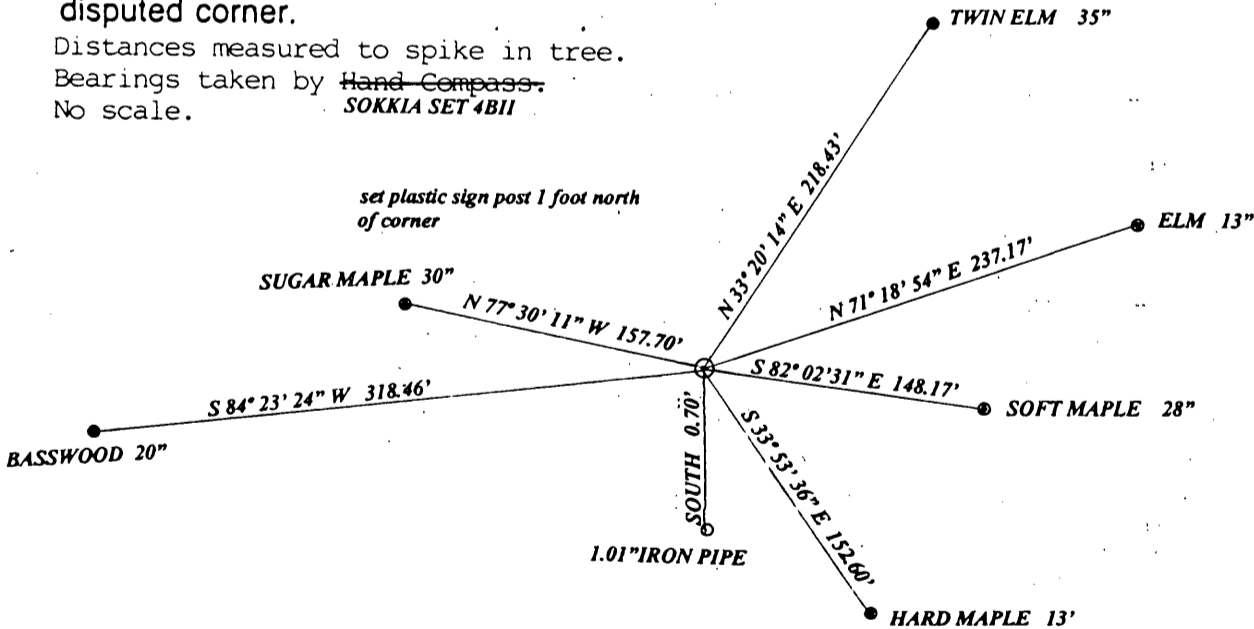 disputed corner.
TWIN ELM 35"
Distances measured to spike in tree.
Bearings taken by Hand Compass.
SOKKIA SET 4BII
No scale.
set plastic sign post 1 foot north
of corner
N 33° 20' 14" E 218.43'
ELM 13"
N 71° 18' 54" E 237.17'
SUGAR MAPLE 30"
N 77° 30' 11" W 157.70'
S 82° 02' 31" E 148.17'
SOFT MAPLE 28"
S 84° 23' 24" W 318.46'
BASSWOOD 20"
SOUTH 0.70'
S 33° 53' 36" E 152.60'
1.01" IRON PIPE
HARD MAPLE 13'